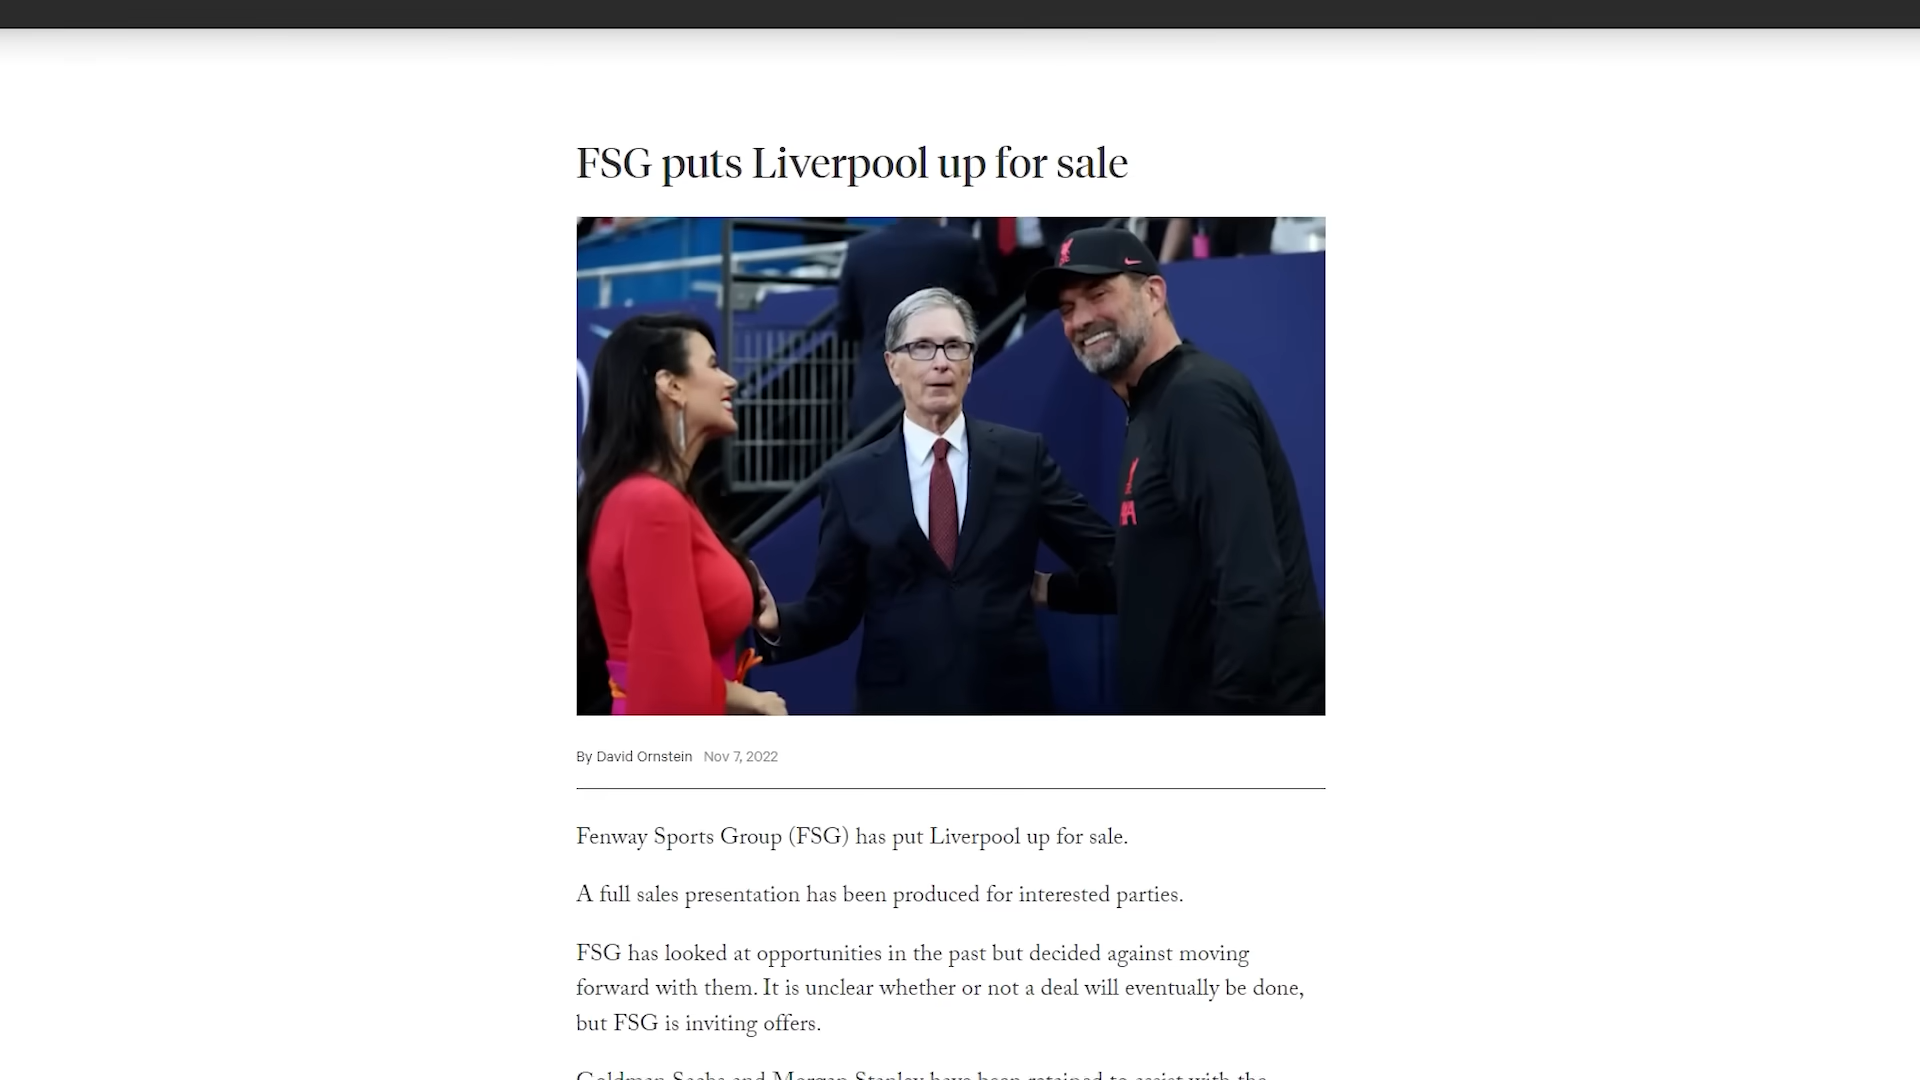 FSG puts Liverpool up for sale
By David Ornstein Nov 7, 2022
Fenway Sports Group (FSG) has put Liverpool up for sale.
A full sales presentation has been produced for interested parties.
FSG has looked at opportunities in the past but decided against moving
forward with them. It is unclear whether or not a deal will eventually be done,
but FSG is inviting offers.
Goldman Sachs and Morgan Stanley have been retained to assist with the